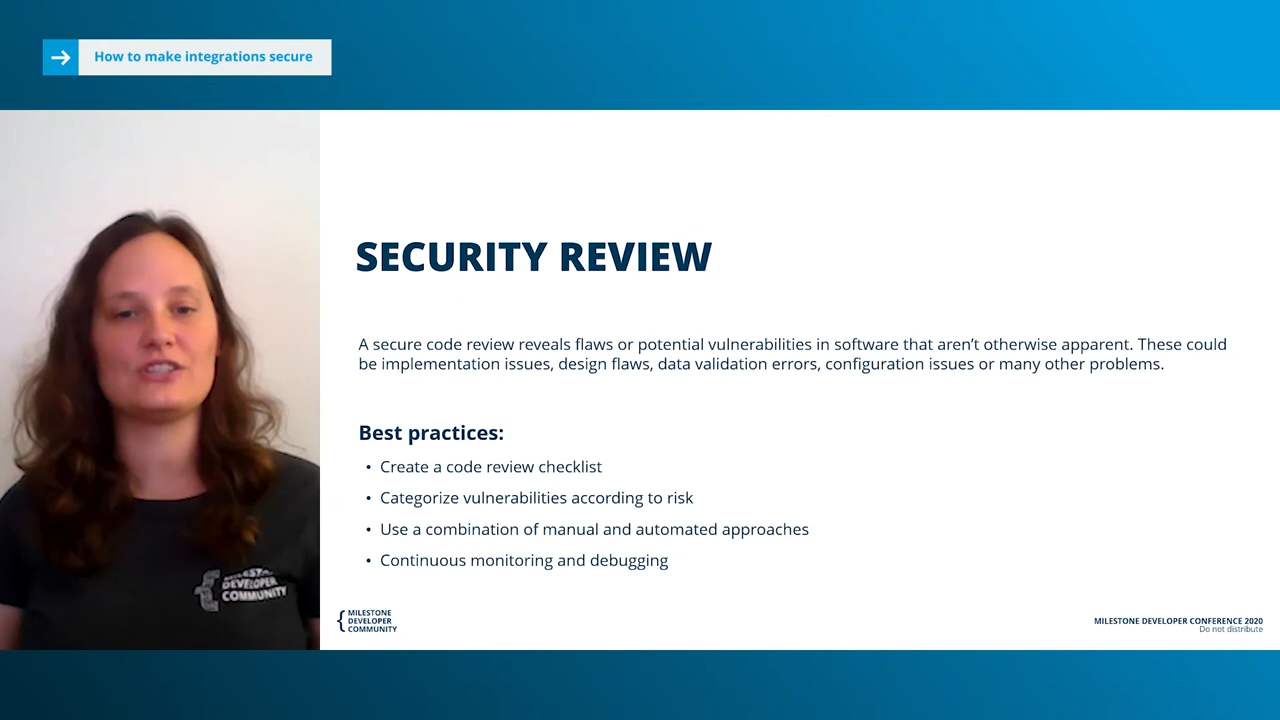 How to make integrations secure
SECURITY REVIEW
A secure code review reveals flaws or potential vulnerabilities in software that aren't otherwise apparent. These could
be implementation issues, design flaws, data validation errors, configuration issues or many other problems.
Best practices:
• Create a code review checklist
• Categorize vulnerabilities according to risk
• Use a combination of manual and automated approaches
• Continuous monitoring and debugging
MILESTONE
DEVELOPER
COMMUNITY
DEVELOPER
COMMUNITY
MILESTONE DEVELOPER CONFERENCE 2020
Do not distribute